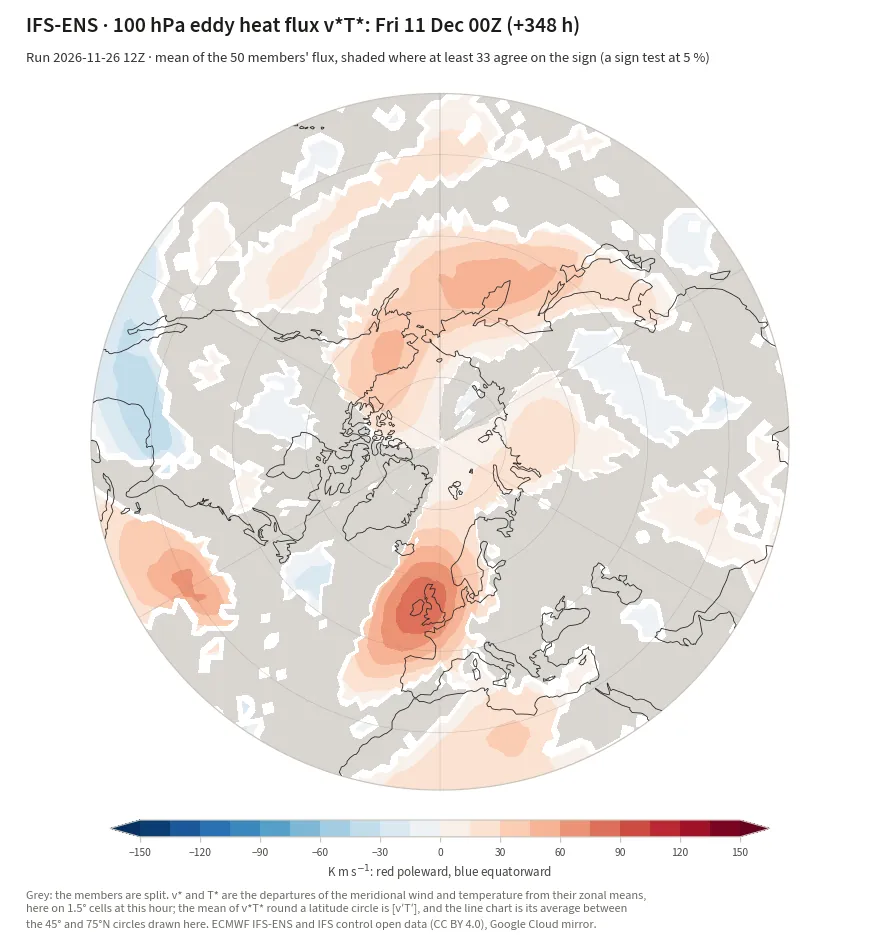 IFS-ENS · 100 hPa eddy heat flux v*T*: Fri 11 Dec 00Z (+348 h)
Run 2026-11-26 12Z · mean of the 50 members' flux, shaded where at least 33 agree on the sign (a sign test at 5 %)
−150 −120 −90 −60 −30 0 30 60 90 120 150
K m s⁻¹: red poleward, blue equatorward
Grey: the members are split. v* and T* are the departures of the meridional wind and temperature from their zonal means,
here on 1.5° cells at this hour; the mean of v*T* round a latitude circle is [v'T'], and the line chart is its average between
the 45° and 75°N circles drawn here. ECMWF IFS-ENS and IFS control open data (CC BY 4.0), Google Cloud mirror.